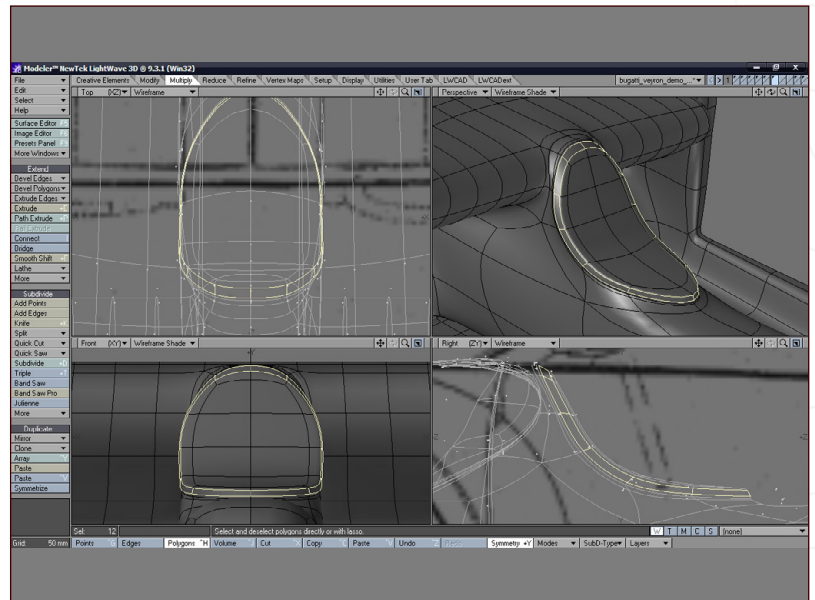 Modeler™ NewTek LightWave 3D ® 9.3.1 (Win32)
File
Creative Elements Modify Multiply Reduce Refine Vertex Maps Setup Display Utilities User Tab LWCAD LWCADext bugatti_veyron_demo_...* 1
Edit
Top (XZ) Wireframe
Perspective Wireframe Shade
Select
Help
Surface Editor F5
Image Editor F6
Presets Panel F8
More Windows
Extend
Bevel Edges
Bevel Polygons
Extrude Edges
Extrude
Path Extrude
Rail Extrude
Connect
Bridge
Smooth Shift
Lathe
More
Subdivide
Add Points
Add Edges
Knife
Split
Quick Cut
Front (XY) Wireframe Shade
Right (ZY) Wireframe
Quick Saw
+Y
Subdivide
Triple
Band Saw
Band Saw Pro
Julienne
More
Duplicate
Mirror
Clone
Array
Paste
Paste
Symmetrize
Sel: 12 Select and deselect polygons directly or with lasso. W T M C S (none)
Grid: 50 mm Points Edges Polygons ^H Volume Cut Copy Paste Undo Redo Symmetry +Y Modes SubD-Type Layers